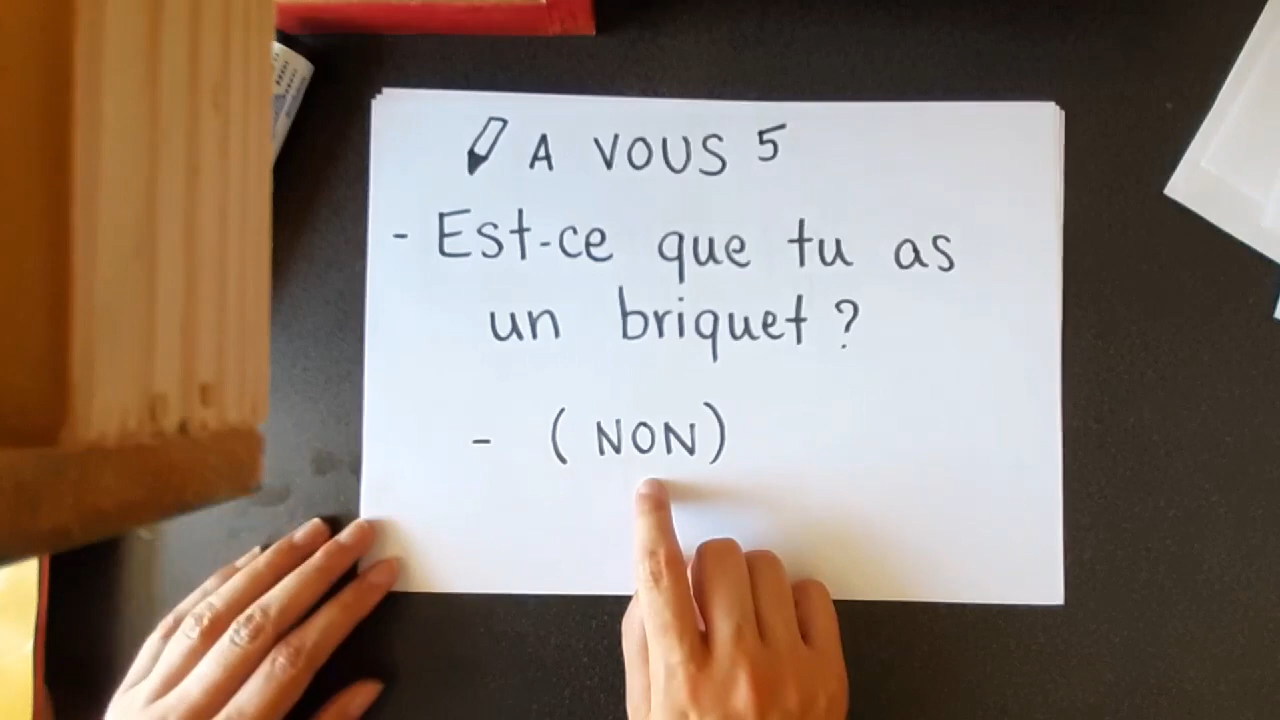 A VOUS 5
- Est-ce que tu as
un briquet ?
- (NON)